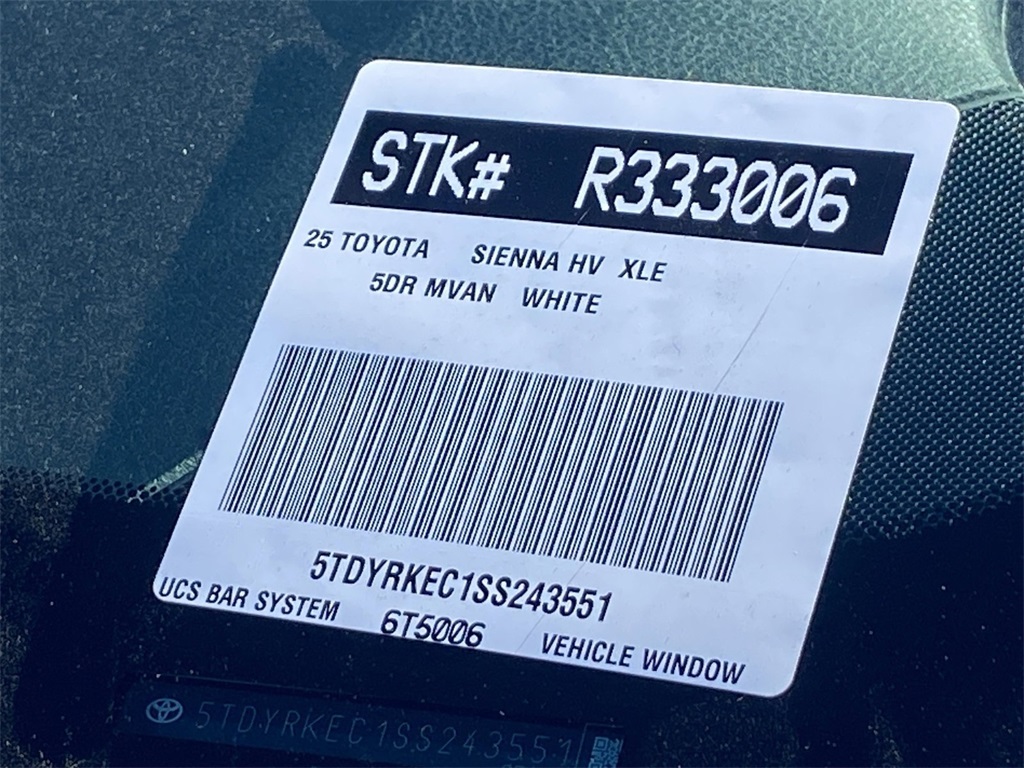 STK# R333006
25 TOYOTA SIENNA HV XLE
5DR MVAN WHITE
5TDYRKEC1SS243551
UCS BAR SYSTEM 6T5006 VEHICLE WINDOW
5TDYRKEC1SS243551